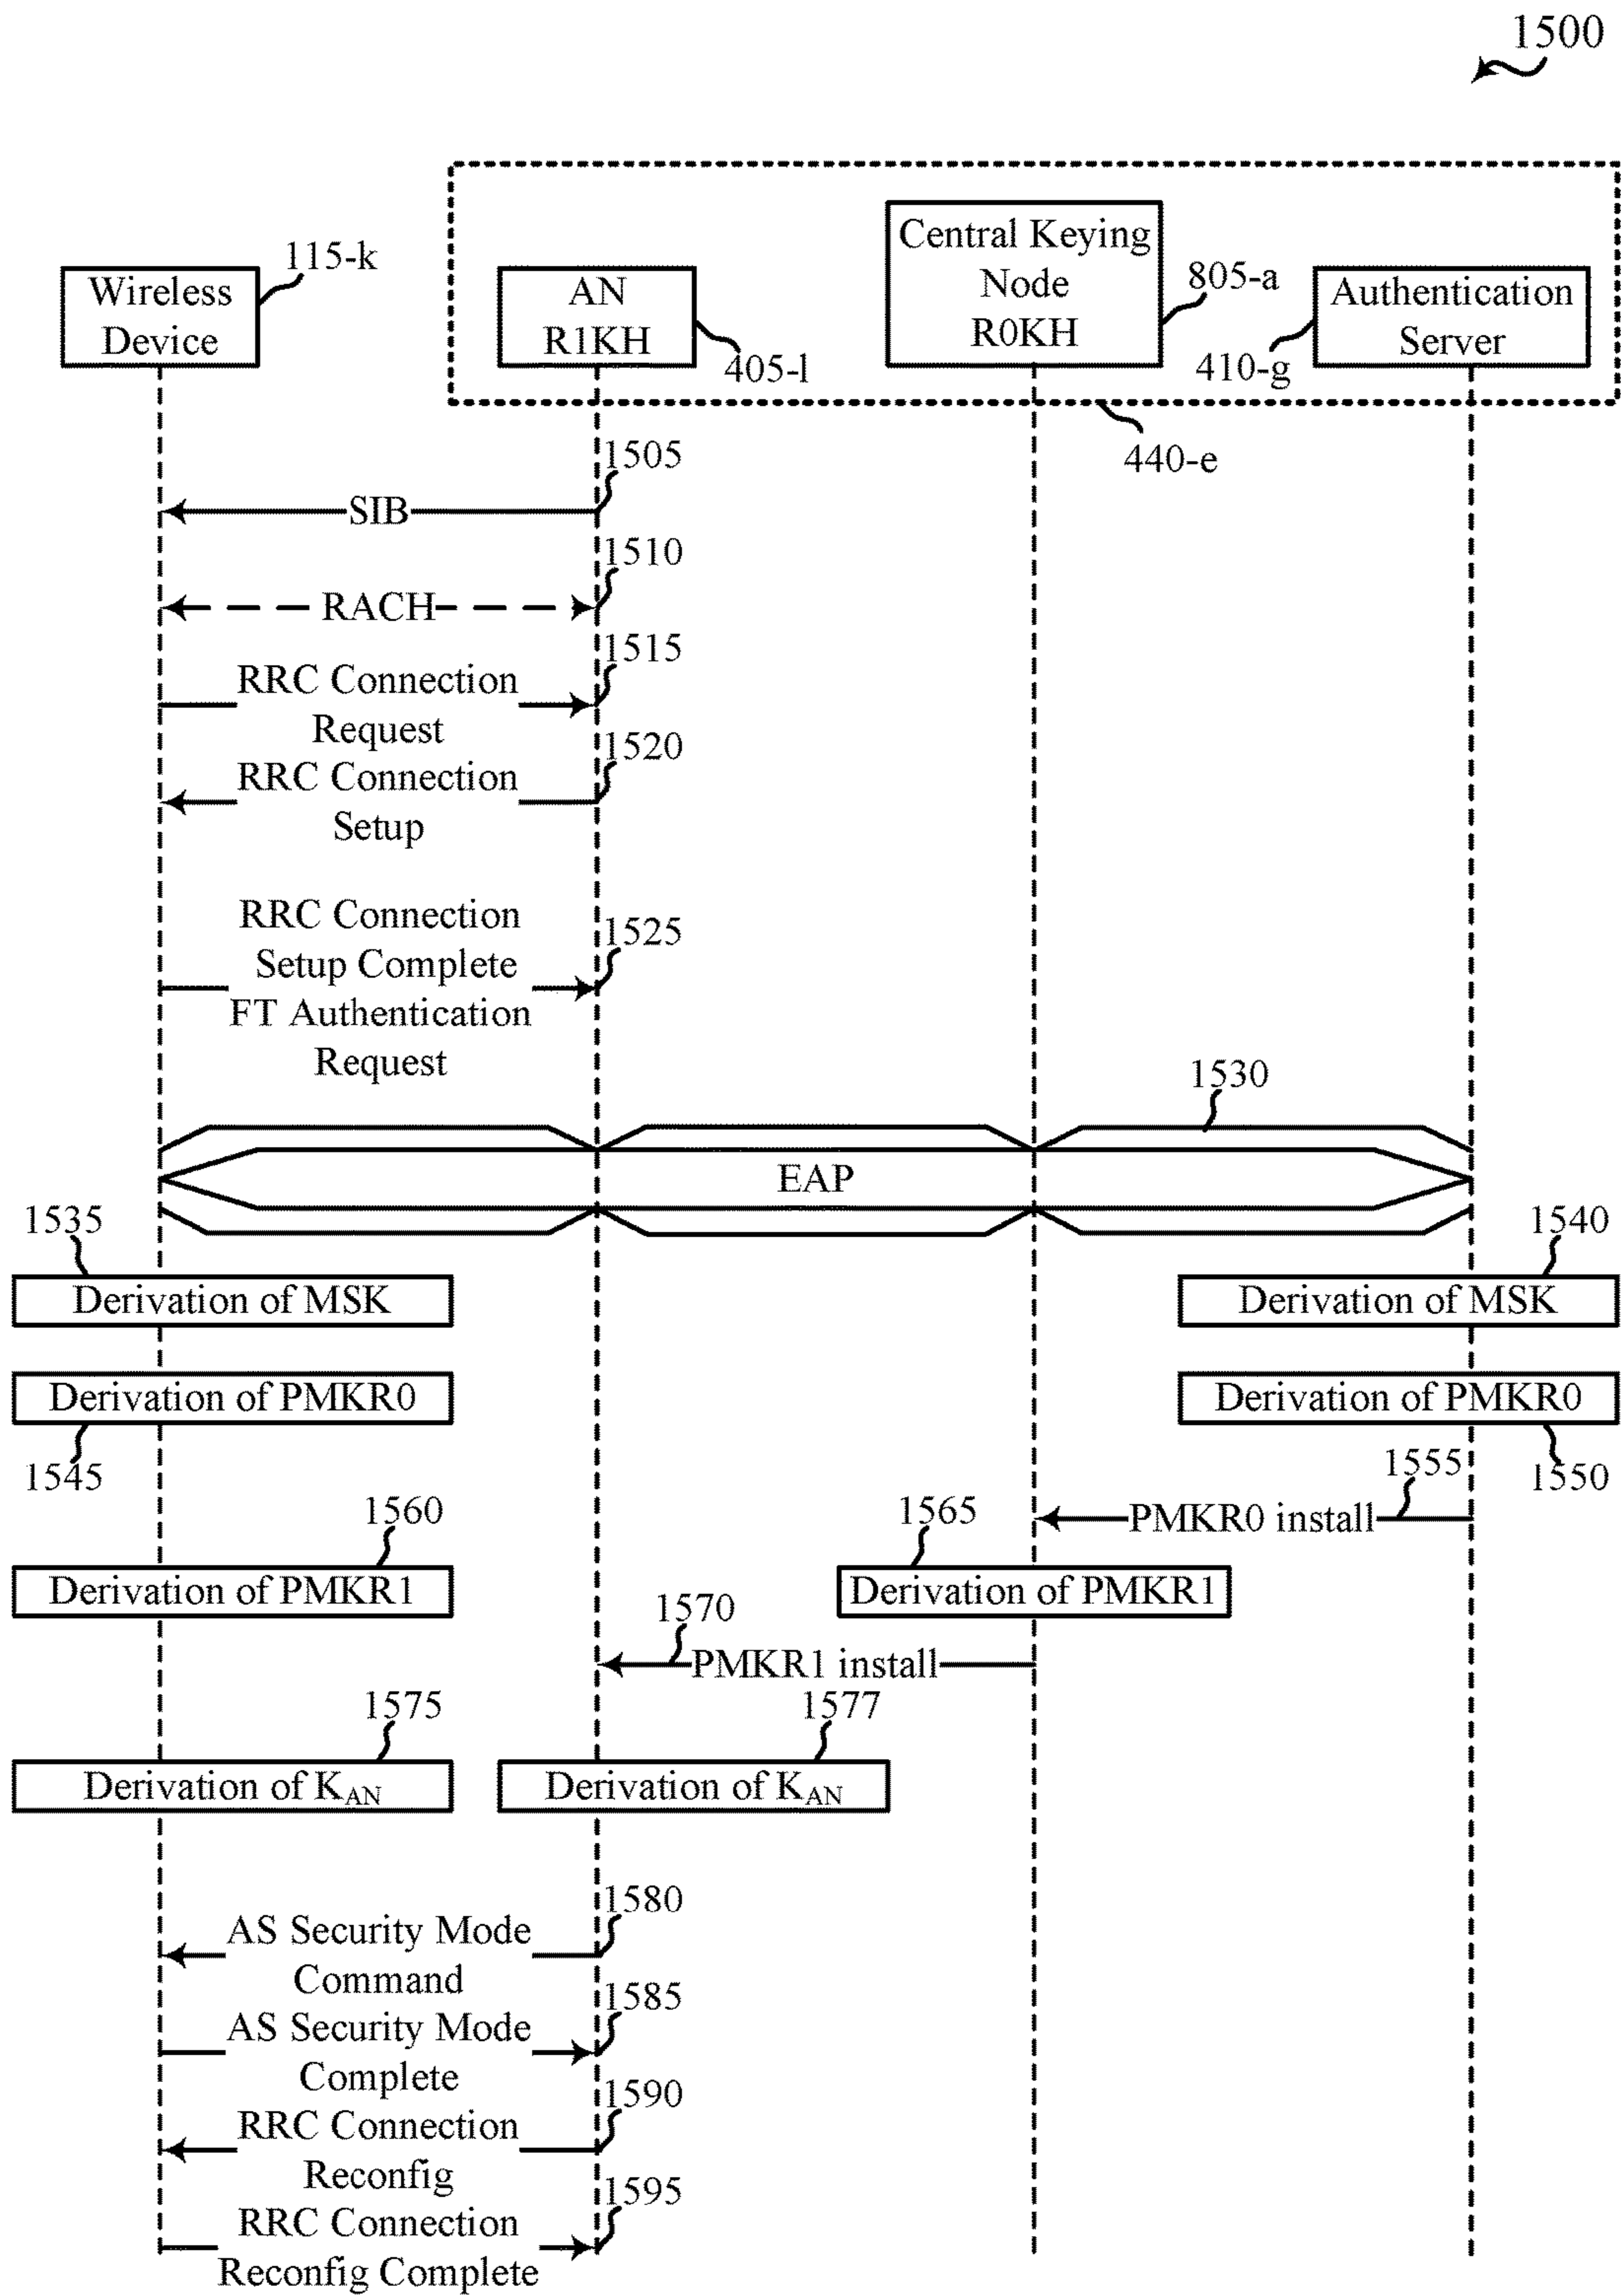 1500
Wireless
Device
115-k
AN
R1KH
405-l
Central Keying
Node
R0KH
805-a
Authentication
Server
410-g
440-e
1505
SIB
1510
RACH
1515
RRC Connection
Request
1520
RRC Connection
Setup
1525
RRC Connection
Setup Complete
FT Authentication
Request
1530
EAP
1535
Derivation of MSK
1540
Derivation of MSK
Derivation of PMKR0
1545
Derivation of PMKR0
1550
1555
PMKR0 install
1560
Derivation of PMKR1
1565
Derivation of PMKR1
1570
PMKR1 install
1575
Derivation of KAN
1577
Derivation of KAN
1580
AS Security Mode
Command
1585
AS Security Mode
Complete
1590
RRC Connection
Reconfig
1595
RRC Connection
Reconfig Complete